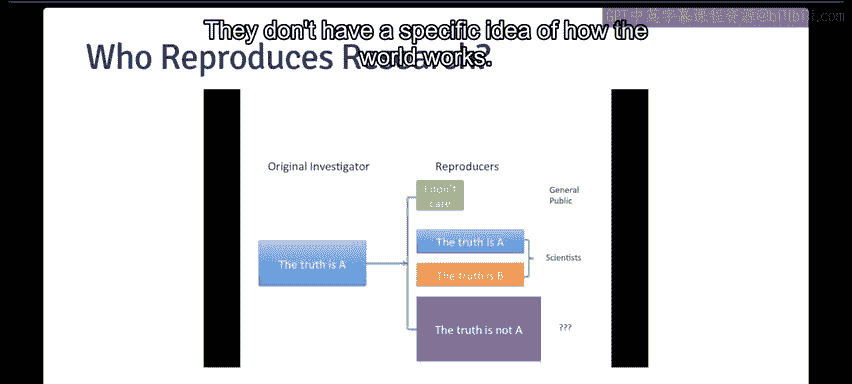 They don't have a specific idea of how the
world works.
Who Reproduces Research?
Original Investigator
Reproducers
I don't
care
General
Public
The truth is A
The truth is A
Scientists
The truth is B
The truth is not A
???